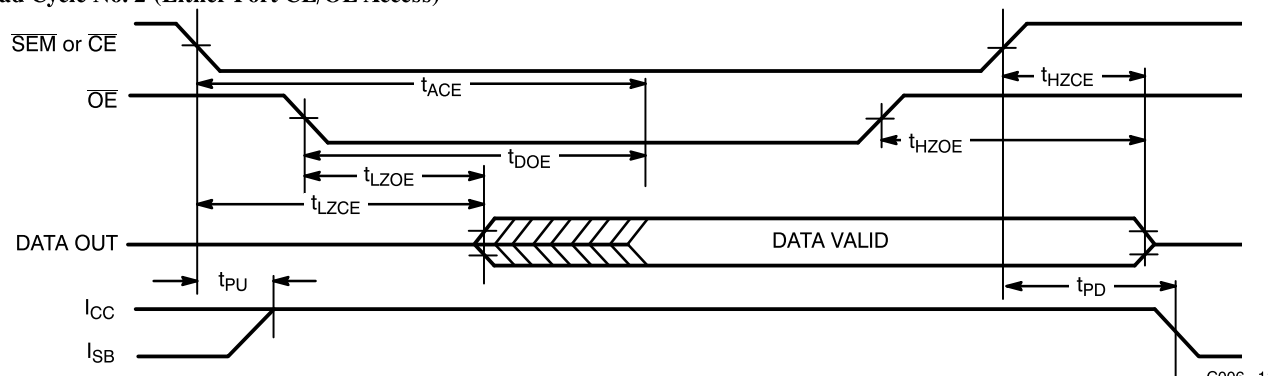 ad Cycle No. 2 (Either Port CE/OE Access)
SEM or CE
tHZCE
tACE
OE
tHZOE
tDOE
tLZOE
tLZCE
DATA OUT
DATA VALID
tPU
tPD
ICC
ISB